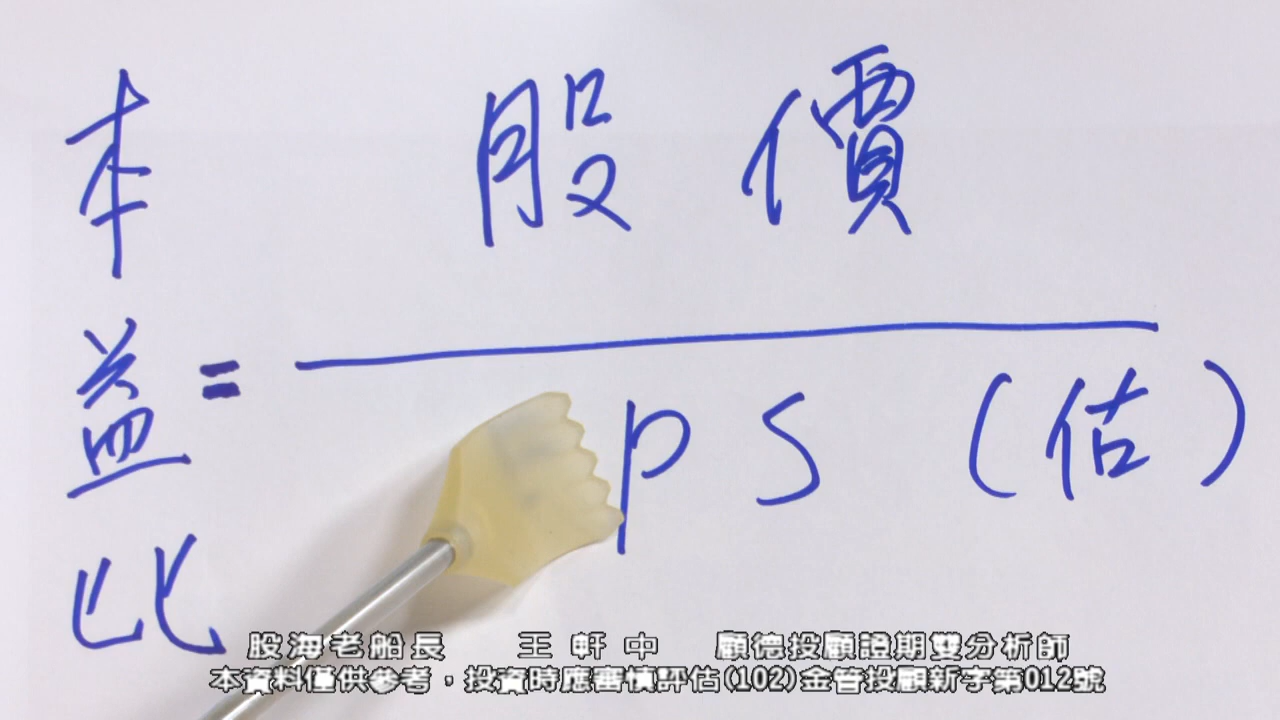 本益比 =
股價
ps (估)
股海老船長 王軒中 顧德投顧證期雙分析師
本資料僅供參考，投資時應審慎評估(102)金管投顧新字第012號